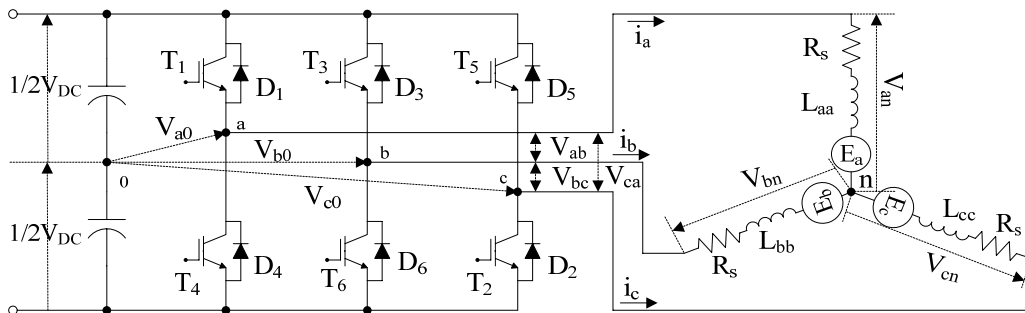 i_a
T_1
T_3
T_5
R_s
1/2V_DC
D_1
D_3
D_5
V_an
L_aa
V_a0
a
V_b0
b
V_ab
i_b
E_a
0
c
V_bc
V_ca
V_bn
n
V_c0
E_b
E_c
L_cc
R_s
1/2V_DC
L_bb
D_4
D_6
D_2
R_s
V_cn
T_4
T_6
T_2
i_c